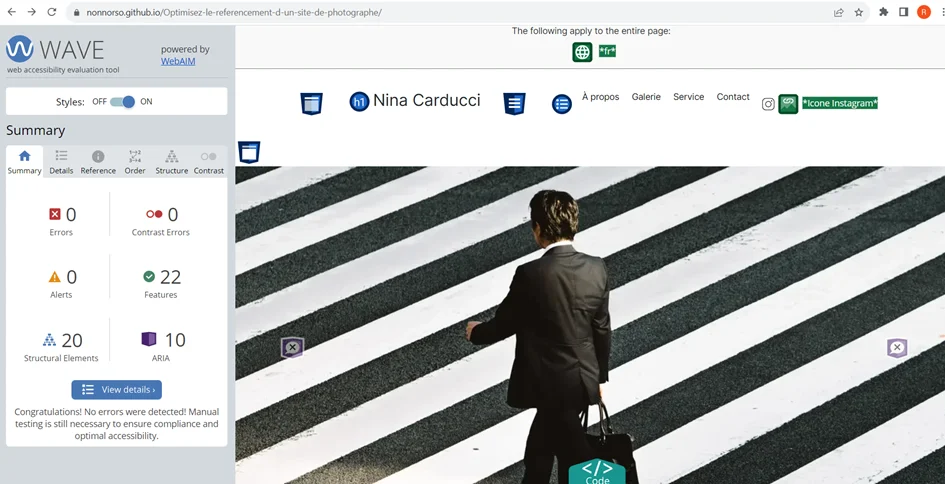 nonnorso.github.io/Optimisez-le-referencement-d-un-site-de-photographe/
R
WAVE
web accessibility evaluation tool
powered by
WebAIM
Styles: OFF ON
Summary
Summary Details Reference Order Structure Contrast
0 0
Errors Contrast Errors
0 22
Alerts Features
20 10
Structural Elements ARIA
View details ›
Congratulations! No errors were detected! Manual
testing is still necessary to ensure compliance and
optimal accessibility.
The following apply to the entire page:
*fr*
h1 Nina Carducci À propos Galerie Service Contact *Icone Instagram*
</>
Code